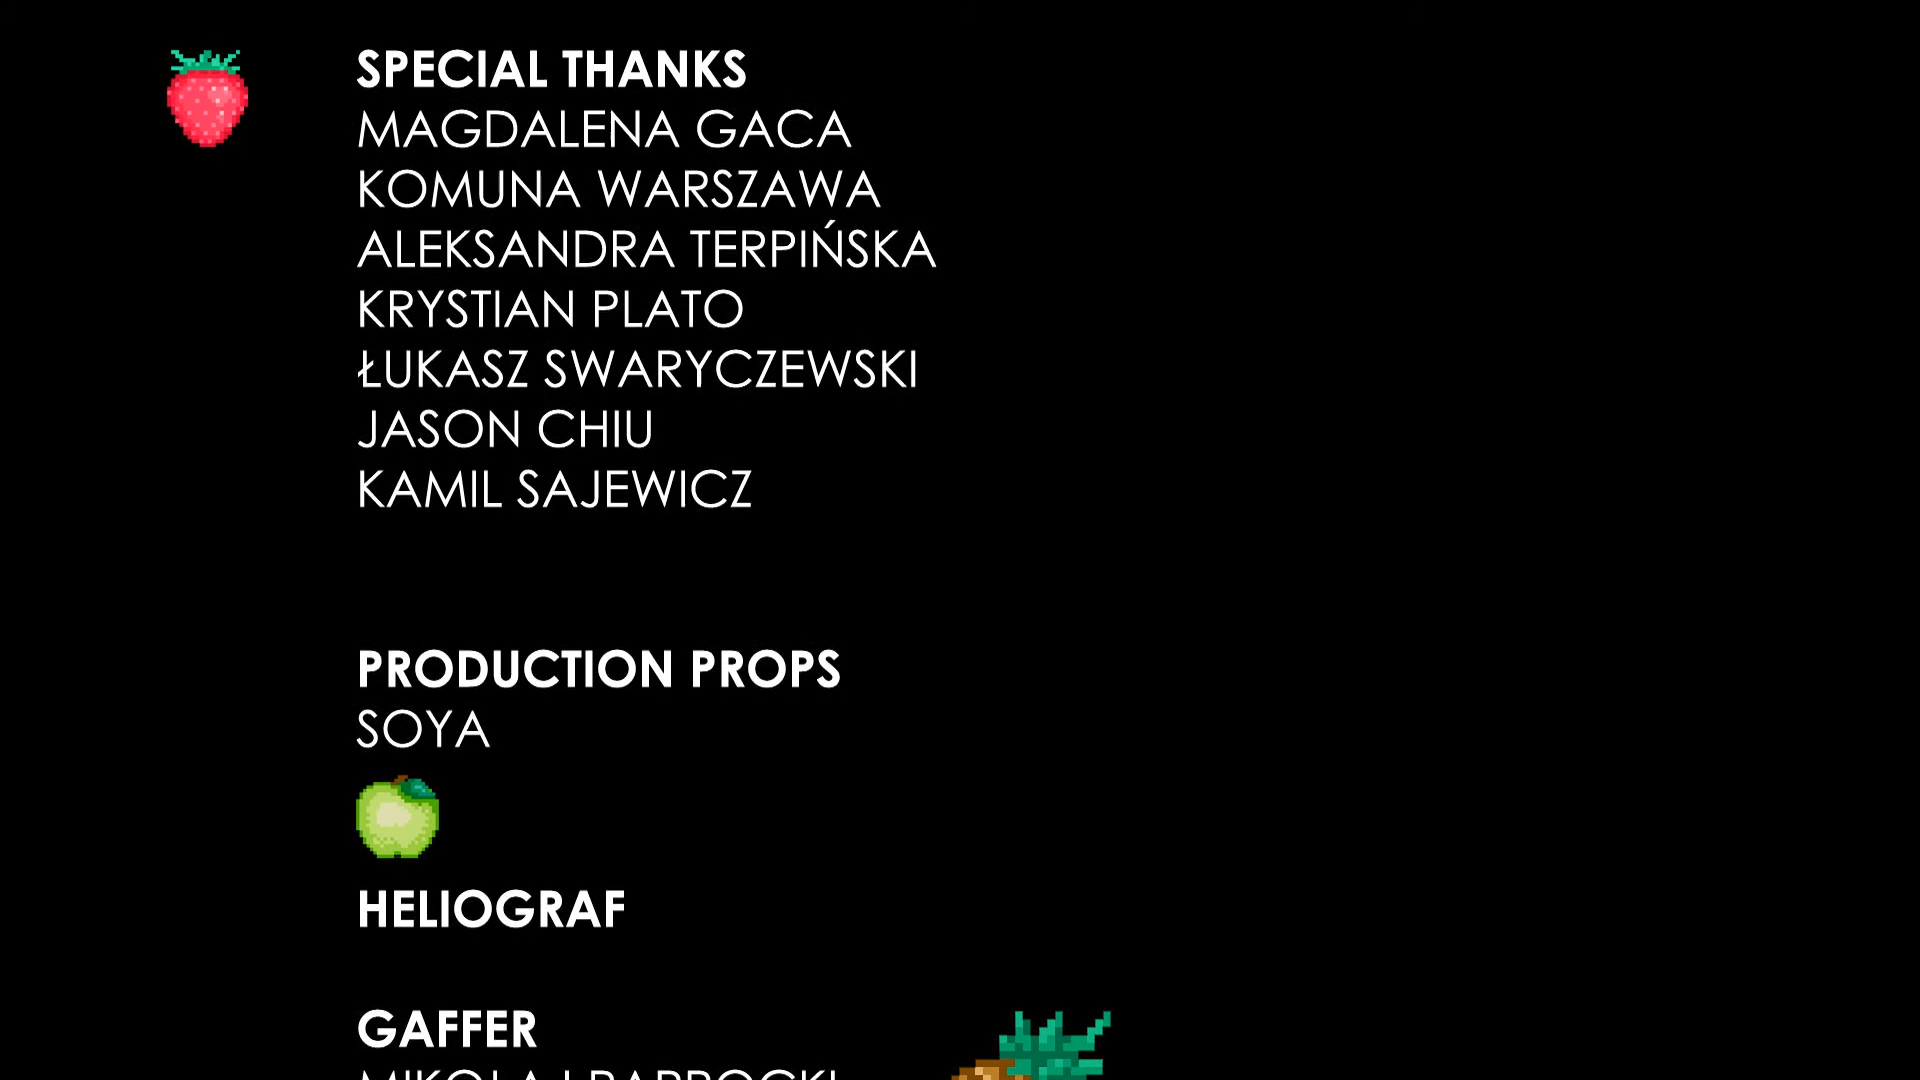 SPECIAL THANKS
MAGDALENA GACA
KOMUNA WARSZAWA
ALEKSANDRA TERPIŃSKA
KRYSTIAN PLATO
ŁUKASZ SWARYCZEWSKI
JASON CHIU
KAMIL SAJEWICZ
PRODUCTION PROPS
SOYA
HELIOGRAF
GAFFER